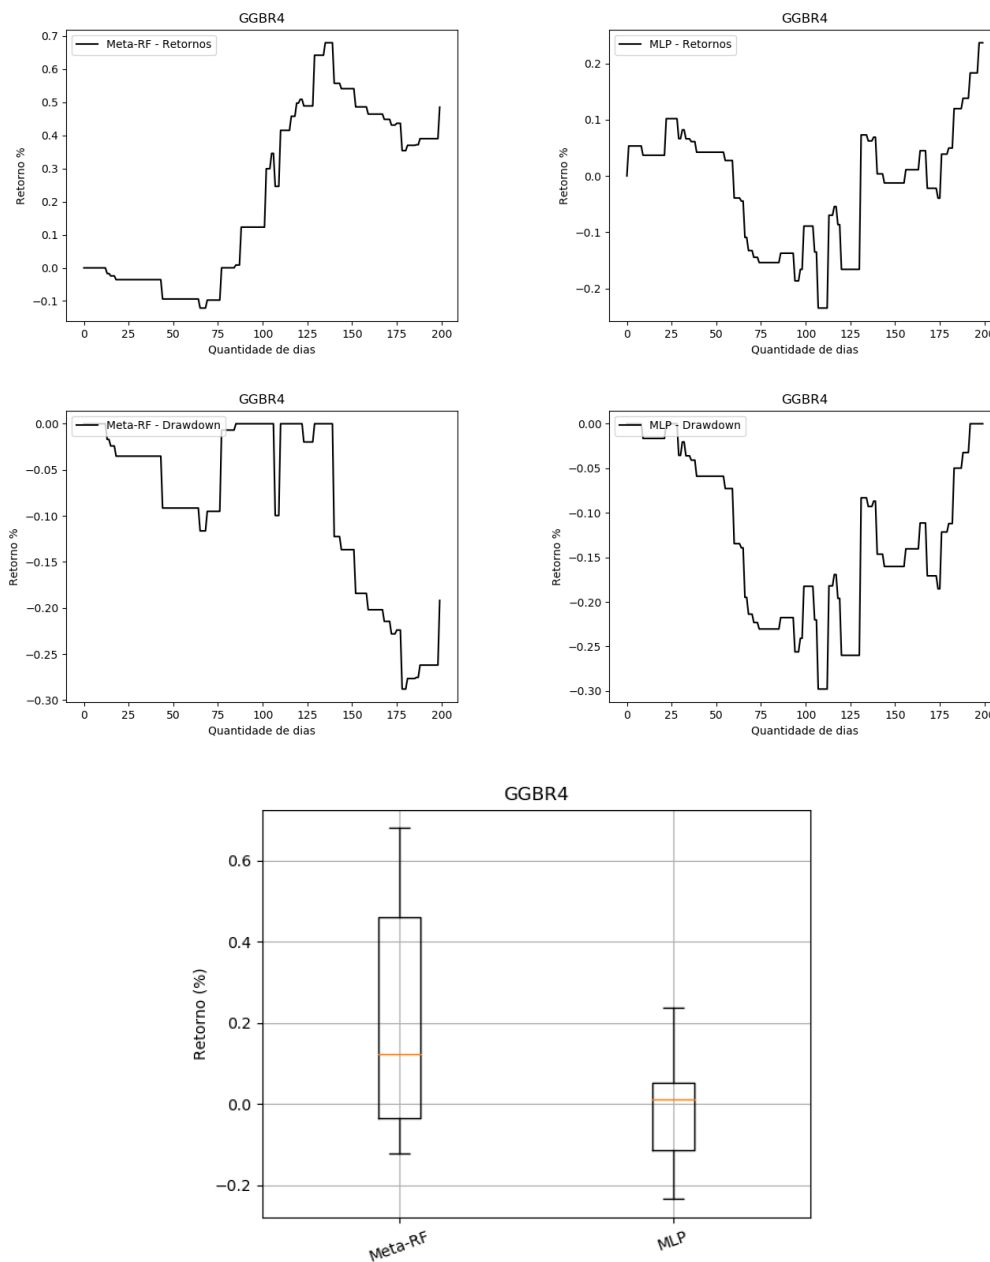 GGBR4
Meta-RF - Retornos
Retorno %
0.7
0.6
0.5
0.4
0.3
0.2
0.1
0.0
−0.1
0 25 50 75 100 125 150 175 200
Quantidade de dias
GGBR4
MLP - Retornos
Retorno %
0.2
0.1
0.0
−0.1
−0.2
0 25 50 75 100 125 150 175 200
Quantidade de dias
GGBR4
Meta-RF - Drawdown
Retorno %
0.00
−0.05
−0.10
−0.15
−0.20
−0.25
−0.30
0 25 50 75 100 125 150 175 200
Quantidade de dias
GGBR4
MLP - Drawdown
Retorno %
0.00
−0.05
−0.10
−0.15
−0.20
−0.25
−0.30
0 25 50 75 100 125 150 175 200
Quantidade de dias
GGBR4
Retorno (%)
0.6
0.4
0.2
0.0
−0.2
Meta-RF MLP